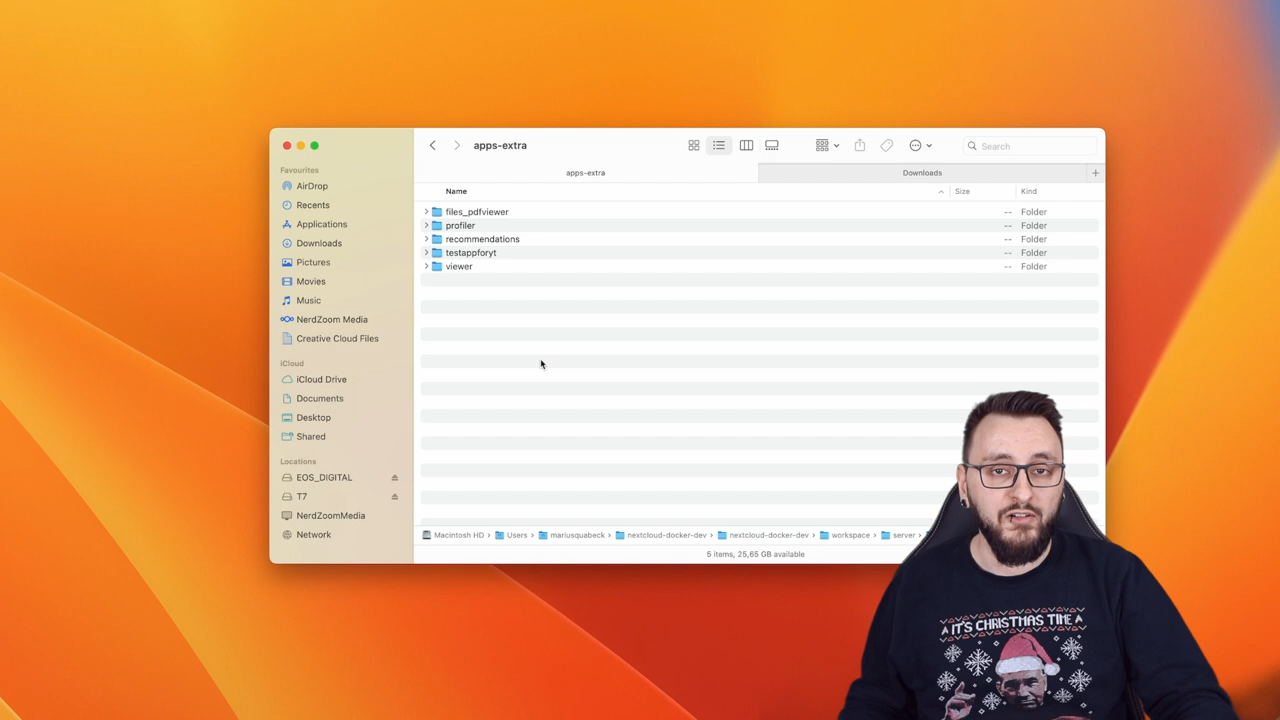 apps-extra
Search
apps-extra
Downloads
+
Name
Size
Kind
files_pdfviewer -- Folder
profiler -- Folder
recommendations -- Folder
testappforyt -- Folder
viewer -- Folder
Favourites
AirDrop
Recents
Applications
Downloads
Pictures
Movies
Music
NerdZoom Media
Creative Cloud Files
iCloud
iCloud Drive
Documents
Desktop
Shared
Locations
EOS_DIGITAL
T7
NerdZoomMedia
Network
Macintosh HD › Users › mariusquabeck › nextcloud-docker-dev › nextcloud-docker-dev › workspace › server ›
5 items, 25,65 GB available
IT'S CHRISTMAS TIME